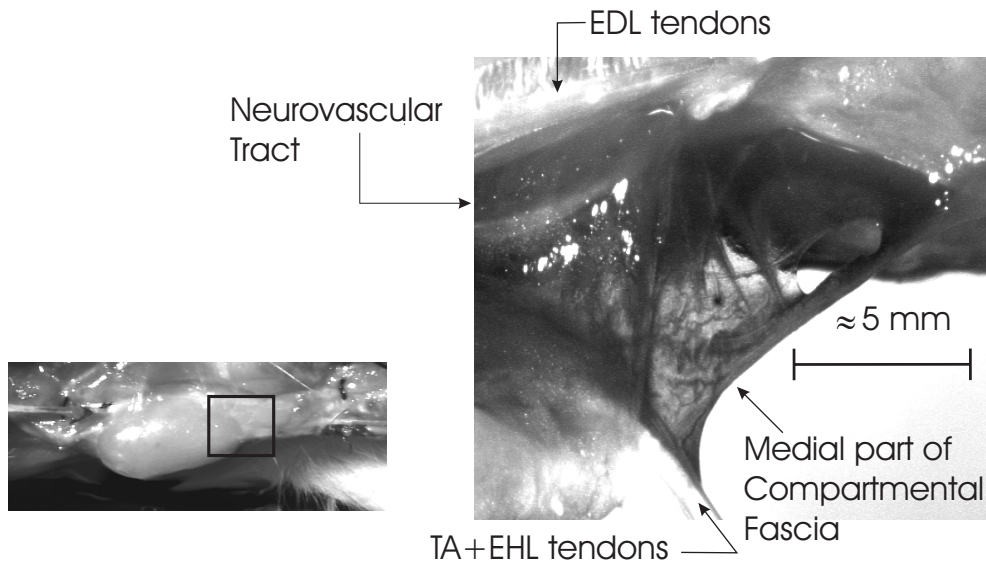 EDL tendons
Neurovascular
Tract
≈5 mm
Medial part of
Compartmental
Fascia
TA+EHL tendons